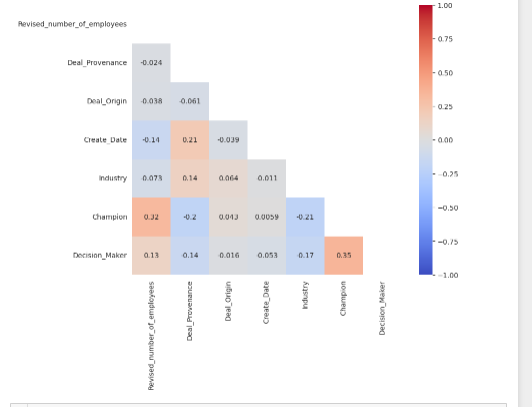 Revised_number_of_employees
Deal_Provenance -0.024
Deal_Origin -0.038 -0.061
Create_Date -0.14 0.21 -0.039
Industry -0.073 0.14 0.064 -0.011
Champion 0.32 -0.2 0.043 0.0059 -0.21
Decision_Maker 0.13 -0.14 -0.016 -0.053 -0.17 0.35
Revised_number_of_employees
Deal_Provenance
Deal_Origin
Create_Date
Industry
Champion
Decision_Maker
1.00
0.75
0.50
0.25
0.00
−0.25
−0.50
−0.75
−1.00